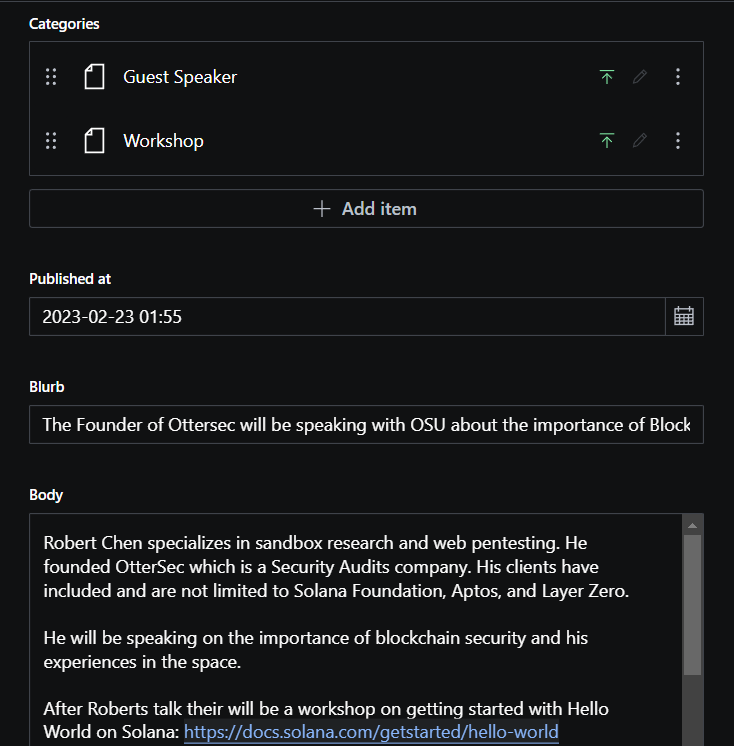 Categories
Guest Speaker
Workshop
Add item
Published at
2023-02-23 01:55
Blurb
The Founder of Ottersec will be speaking with OSU about the importance of Block
Body
Robert Chen specializes in sandbox research and web pentesting. He
founded OtterSec which is a Security Audits company. His clients have
included and are not limited to Solana Foundation, Aptos, and Layer Zero.
He will be speaking on the importance of blockchain security and his
experiences in the space.
After Roberts talk their will be a workshop on getting started with Hello
World on Solana: https://docs.solana.com/getstarted/hello-world